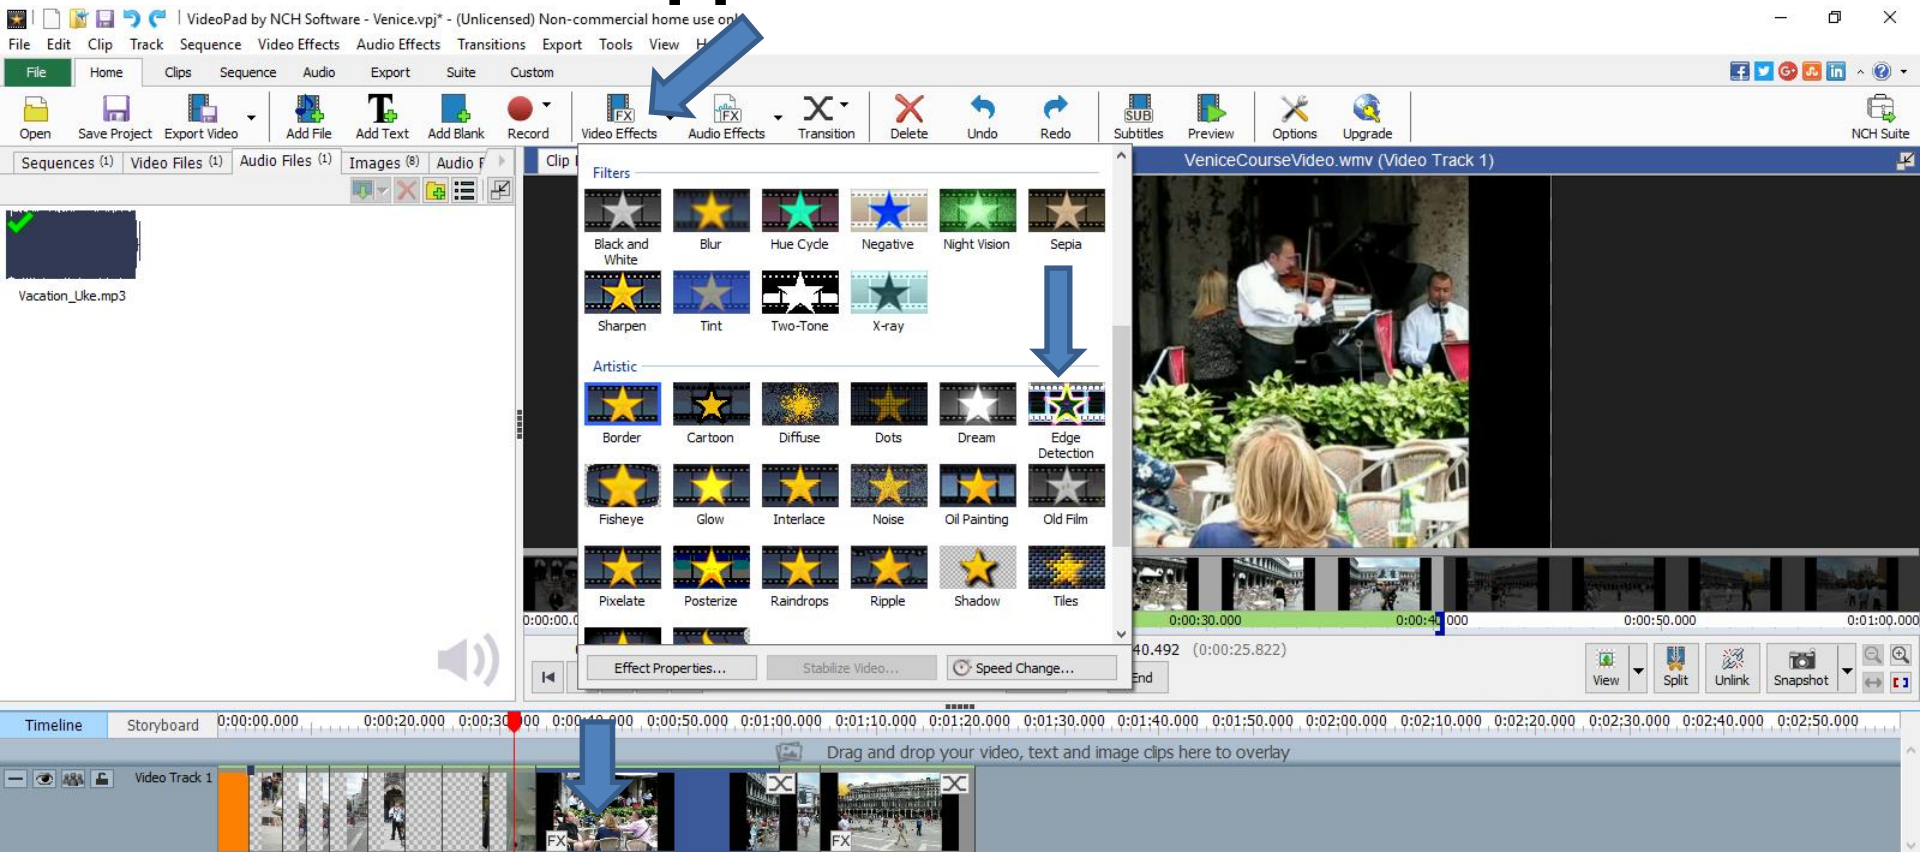 VideoPad by NCH Software - Venice.vpj* - (Unlicensed) Non-commercial home use only
File Edit Clip Track Sequence Video Effects Audio Effects Transitions Export Tools View
File Home Clips Sequence Audio Export Suite Custom
Open Save Project Export Video Add File Add Text Add Blank Record Video Effects Audio Effects Transition Delete Undo Redo Subtitles Preview Options Upgrade NCH Suite
Sequences (1) Video Files (1) Audio Files (1) Images (8) Audio
Clip
VeniceCourseVideo.wmv (Video Track 1)
Vacation_Uke.mp3
Filters
Black and White Blur Hue Cycle Negative Night Vision Sepia
Sharpen Tint Two-Tone X-ray
Artistic
Border Cartoon Diffuse Dots Dream Edge Detection
Fisheye Glow Interlace Noise Oil Painting Old Film
Pixelate Posterize Raindrops Ripple Shadow Tiles
Effect Properties... Stabilize Video... Speed Change...
0:00:30.000 0:00:50.000 0:01:00.000
40.492 (0:00:25.822)
End
View Split Unlink Snapshot
Timeline Storyboard 0:00:00.000 0:00:20.000 0:00:50.000 0:01:00.000 0:01:10.000 0:01:20.000 0:01:30.000 0:01:40.000 0:01:50.000 0:02:00.000 0:02:10.000 0:02:20.000 0:02:30.000 0:02:40.000 0:02:50.000
Drag and drop your video, text and image clips here to overlay
Video Track 1
FX FX